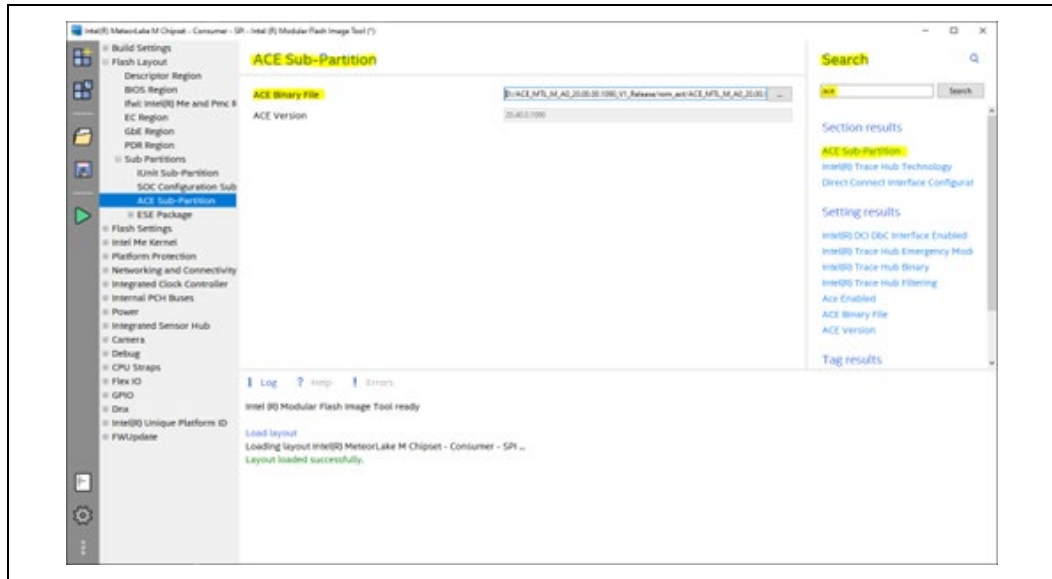 Intel(R) MeteorLake M Chipset - Consumer - SPI - Intel (R) Modular Flash Image Tool (*)
Build Settings
Flash Layout
Descriptor Region
BIOS Region
Ifwi: Intel(R) Me and Pmc R
EC Region
GbE Region
PDR Region
Sub Partitions
IUnit Sub-Partition
SOC Configuration Sub
ACE Sub-Partition
ESE Package
Flash Settings
Intel Me Kernel
Platform Protection
Networking and Connectivity
Integrated Clock Controller
Internal PCH Buses
Power
Integrated Sensor Hub
Camera
Debug
CPU Straps
Flex IO
GPIO
Dnx
Intel(R) Unique Platform ID
FWUpdate
ACE Sub-Partition
ACE Binary File
...
ACE Version
Log ? Help ! Errors
Intel (R) Modular Flash Image Tool ready
Load layout
Loading layout Intel(R) MeteorLake M Chipset - Consumer - SPI ...
Layout loaded successfully.
Search
ace Search
Section results
ACE Sub-Partition
Intel(R) Trace Hub Technology
Direct Connect Interface Configurat
Setting results
Intel(R) DCI DbC Interface Enabled
Intel(R) Trace Hub Emergency Mode
Intel(R) Trace Hub Binary
Intel(R) Trace Hub Filtering
Ace Enabled
ACE Binary File
ACE Version
Tag results